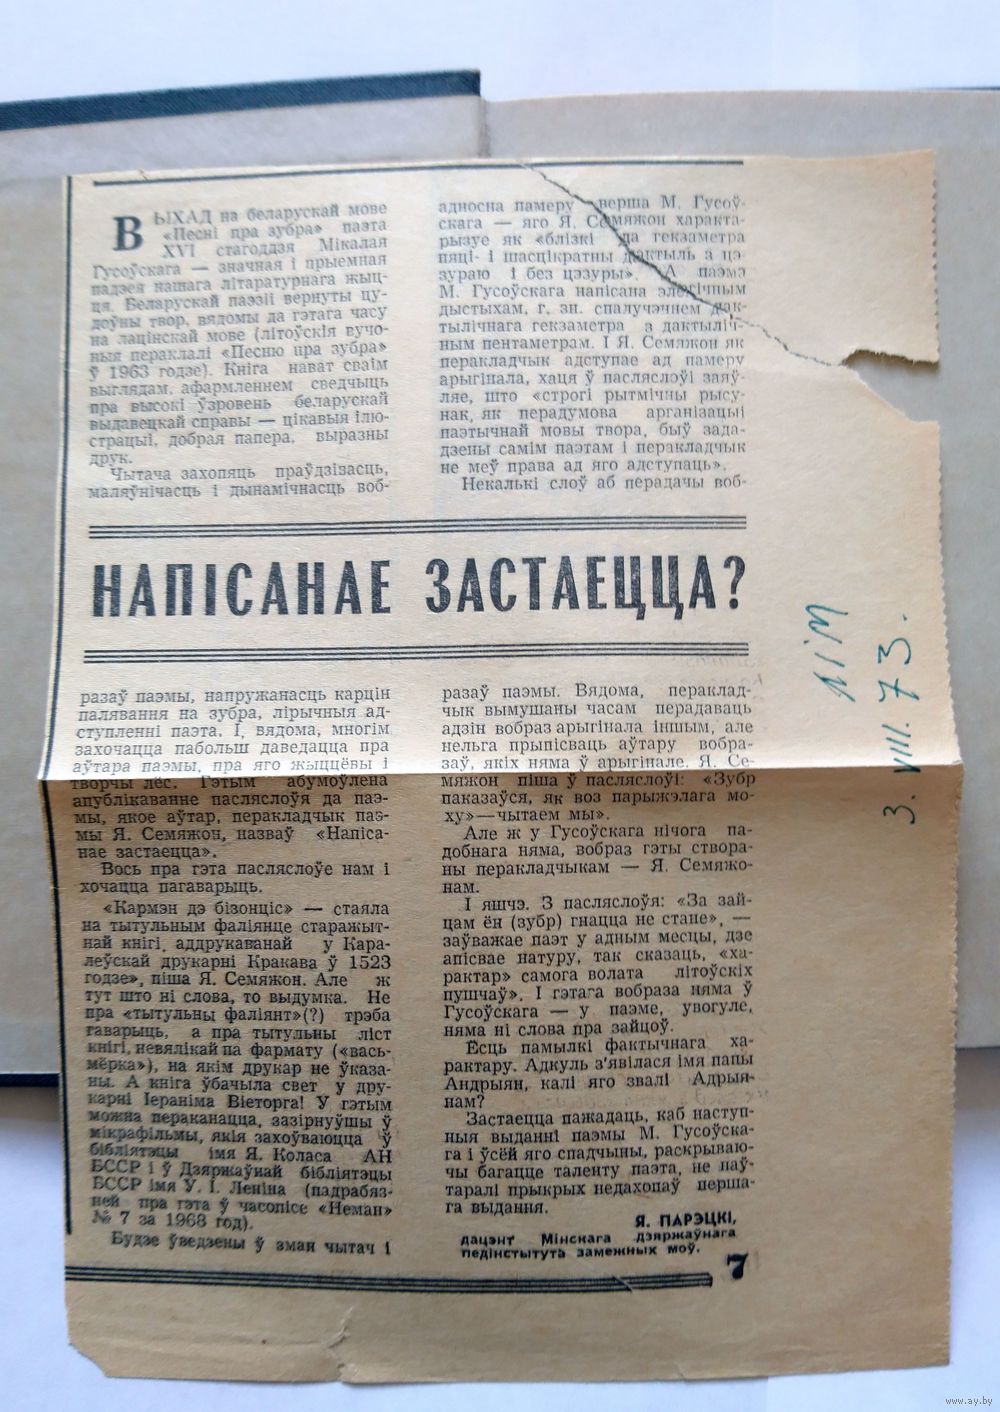 ВЫХАД на беларускай мове
«Песні пра зубра» паэта
XVI стагоддзя Мікалая
Гусоўскага — значная і прыемная
падзея нашага літаратурнага жыц-
ця. Беларускай паэзіі вернуты цу-
доўны твор, вядомы да гэтага часу
на лацінскай мове (літоўскія вучо-
ныя пераклалі «Песню пра зубра»
ў 1963 годзе). Кніга нават сваім
выглядам, афармленнем сведчыць
пра высокі ўзровень беларускай
выдавецкай справы — цікавыя ілю-
страцыі, добрая папера, выразны
друк.
Чытача захопяць праўдзівасць,
маляўнічасць і дынамічнасць воб-
адносна памеру верша М. Гусоў-
скага — яго Я. Семяжон характа-
рызуе як «блізкі да гекзаметра
пяці- і шасцікратны дактыль з цэ-
зураю і без цэзуры». А паэма
М. Гусоўскага напісана элегічным
дыстыхам, г. зн. спалучэннем дак-
тылічнага гекзаметра з дактыліч-
ным пентаметрам. І Я. Семяжон як
перакладчык адступае ад памеру
арыгінала, хаця ў пасляслоўі заяў-
ляе, што «строгі рытмічны рысу-
нак, як перадумова арганізацыі
паэтычнай мовы твора, быў зада-
дзены самім паэтам і перакладчык
не меў права ад яго адступаць».
Некалькі слоў аб перадачы воб-
НАПІСАНАЕ ЗАСТАЕЦЦА?
разаў паэмы, напружанасць карцін
палявання на зубра, лірычныя ад-
ступленні паэта. І, вядома, многім
захочацца пабольш даведацца пра
аўтара паэмы, пра яго жыццёвы і
творчы лёс. Гэтым абумоўлена
апублікаванне пасляслоўя да паэ-
мы, якое аўтар, перакладчык паэ-
мы Я. Семяжон, назваў «Напіса-
нае застаецца».
Вось пра гэта пасляслоўе нам і
хочацца пагаварыць.
«Кармэн дэ бізонціс» — стаяла
на тытульным фаліянце старажыт-
най кнігі, аддрукаванай у Кара-
леўскай друкарні Кракава ў 1523
годзе», піша Я. Семяжон. Але ж
тут што ні слова, то выдумка. Не
пра «тытульны фаліянт»(?) трэба
гаварыць, а пра тытульны ліст
кнігі, невялікай па фармату («вась-
мёрка»), на якім друкар не ўказа-
ны. А кніга ўбачыла свет у дру-
карні Іераніма Віеторга! У гэтым
можна пераканацца, зазірнуўшы ў
мікрафільмы, якія захоўваюцца ў
бібліятэцы імя Я. Коласа АН
БССР і ў Дзяржаўнай бібліятэцы
БССР імя У. І. Леніна (падрабяз-
ней пра гэта ў часопісе «Неман»
№ 7 за 1968 год).
Будзе ўведзены ў зман чытач і
разаў паэмы. Вядома, переклад-
чык вымушаны часам перадаваць
адзін вобраз арыгінала іншым, але
нельга прыпісваць аўтару вобра-
заў, якіх няма ў арыгінале. Я. Се-
мяжон піша ў пасляслоўі: «Зубр
паказаўся, як воз парыжэлага мо-
ху»—чытаем мы».
Але ж у Гусоўскага нічога па-
добнага няма, вобраз гэты створа-
ны перакладчыкам — Я. Семяжо-
нам.
І яшчэ. З пасляслоўя: «За зай-
цам ён (зубр) гнацца не стане», —
заўважае паэт у адным месцы, дзе
апісвае натуру, так сказаць, «ха-
рактар» самога волата літоўскіх
пушчаў». І гэтага вобраза няма ў
Гусоўскага — у паэме, увогуле,
няма ні слова пра зайцоў.
Ёсць памылкі фактычнага ха-
рактару. Адкуль з'явілася імя папы
Андрыян, калі яго звалі Адрыя-
нам?
Застаецца пажадаць, каб наступ-
ныя выданні паэмы М. Гусоўска-
га і ўсёй яго спадчыны, раскрываю-
чы багацце таленту паэта, не паў-
таралі прыкрых недахопаў перша-
га выдання.
Я. ПАРЭЦКІ,
дацэнт Мінскага дзяржаўнага
педінстытута замежных моў.
7
ЛіМ
3. VIII. 73.
www.ay.by